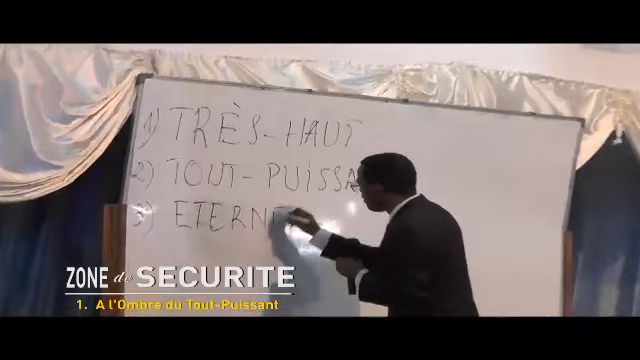 1) TRÈS-HAUT
2) TOUT-PUISSA
3) ETERN
ZONE de SECURITE
1. A l'Ombre du Tout-Puissant